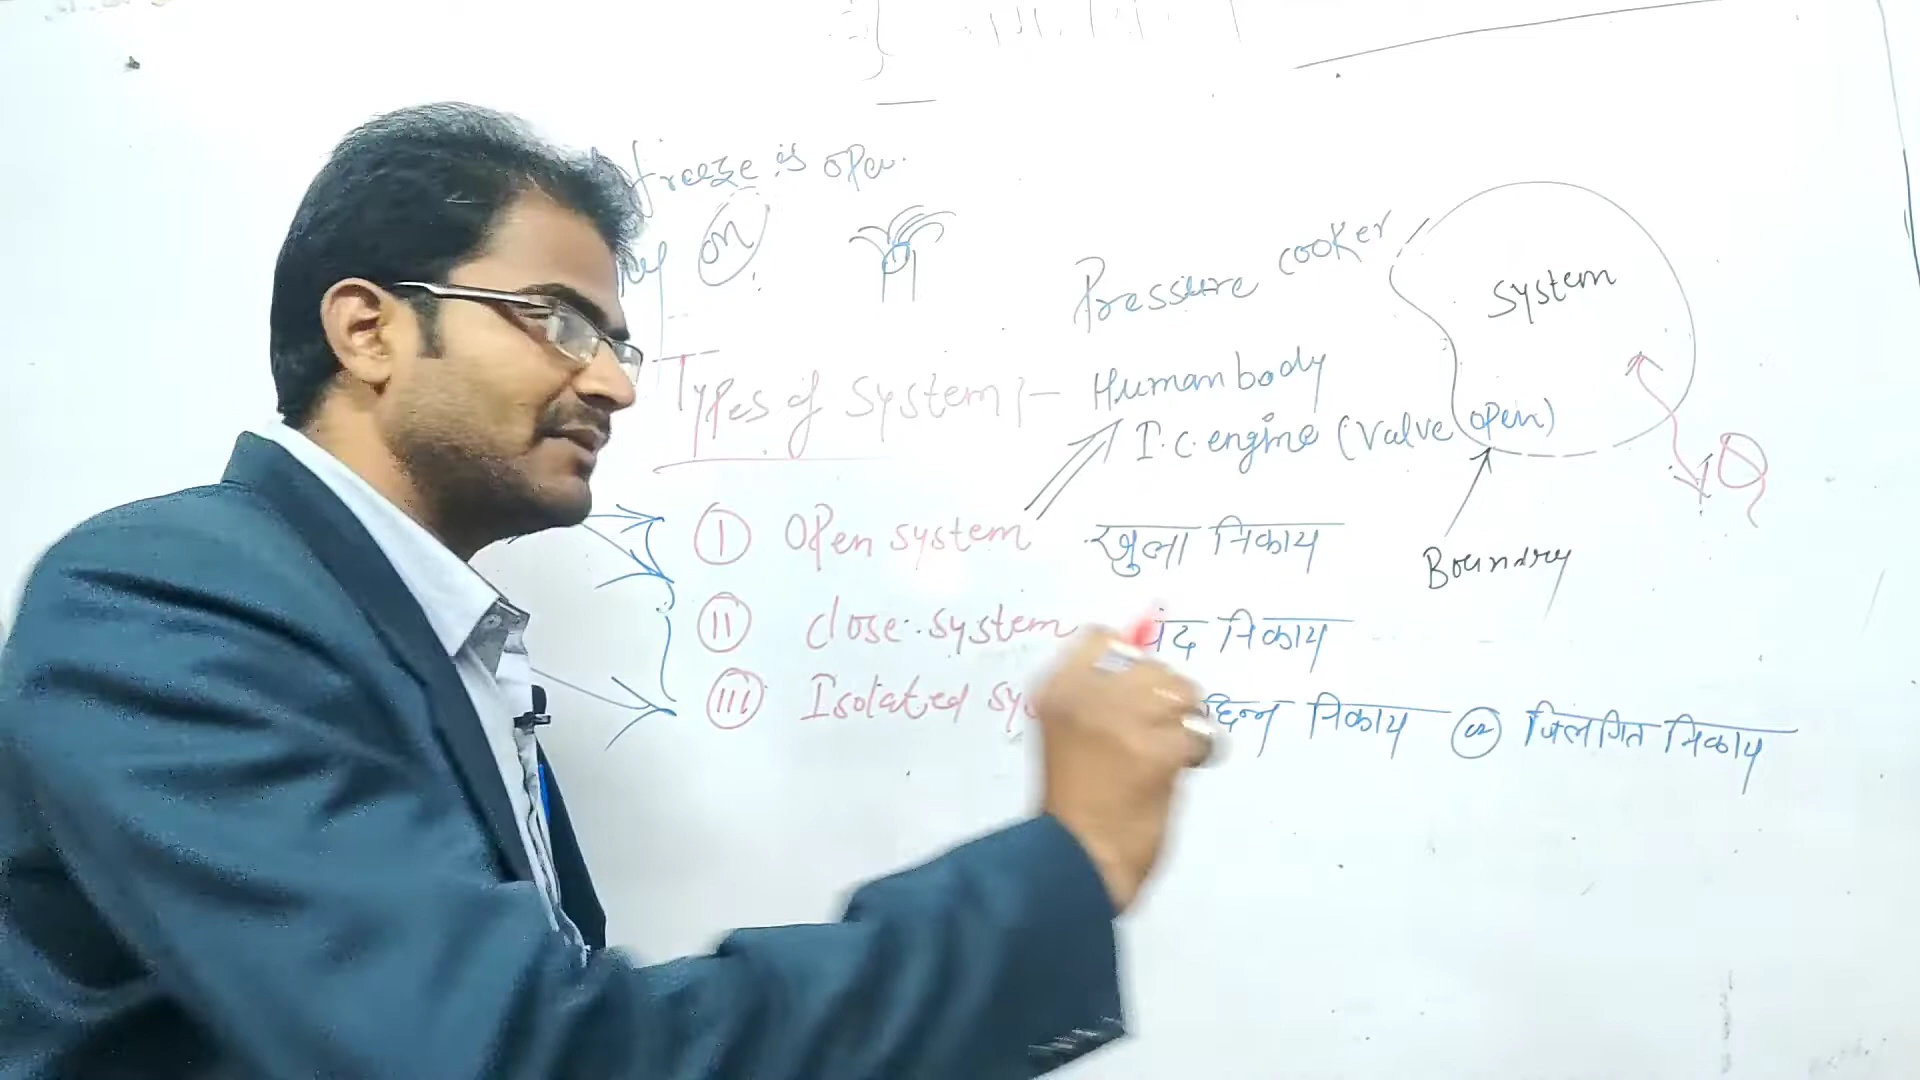 freeze is open.
on
Pressure cooker
System
Types of System :-
Human body
I.C. engine (valve open)
Q
I Open system खुला निकाय
Boundry
II close system बंद निकाय
III Isolated निकाय or विलगित निकाय